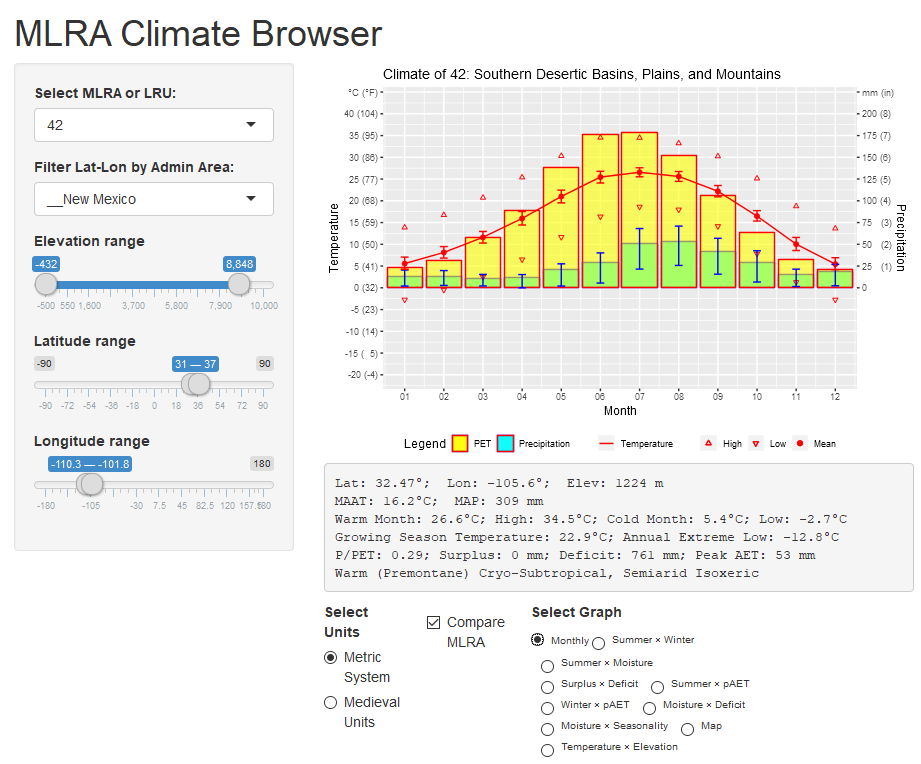 MLRA Climate Browser
Select MLRA or LRU:
42
Filter Lat-Lon by Admin Area:
__New Mexico
Elevation range
-432 8,848
-500 550 1,600 3,700 5,800 7,900 10,000
Latitude range
-90 31 — 37 90
-90 -72 -54 -36 -18 0 18 36 54 72 90
Longitude range
-110.3 — -101.8 180
-180 -105 -30 7.5 45 82.5 120 157.5 180
Climate of 42: Southern Desertic Basins, Plains, and Mountains
°C (°F) mm (in)
40 (104) 200 (8)
35 (95) 175 (7)
30 (86) 150 (6)
25 (77) 125 (5)
20 (68) 100 (4)
15 (59) 75 (3)
10 (50) 50 (2)
5 (41) 25 (1)
0 (32) 0
-5 (23)
-10 (14)
-15 ( 5)
-20 (-4)
Temperature
Precipitation
01 02 03 04 05 06 07 08 09 10 11 12
Month
Legend PET Precipitation Temperature High Low Mean
Lat: 32.47°; Lon: -105.6°; Elev: 1224 m
MAAT: 16.2°C; MAP: 309 mm
Warm Month: 26.6°C; High: 34.5°C; Cold Month: 5.4°C; Low: -2.7°C
Growing Season Temperature: 22.9°C; Annual Extreme Low: -12.8°C
P/PET: 0.29; Surplus: 0 mm; Deficit: 761 mm; Peak AET: 53 mm
Warm (Premontane) Cryo-Subtropical, Semiarid Isoxeric
Select
Units
Metric
System
Medieval
Units
Compare
MLRA
Select Graph
Monthly Summer × Winter
Summer × Moisture
Surplus × Deficit Summer × pAET
Winter × pAET Moisture × Deficit
Moisture × Seasonality Map
Temperature × Elevation